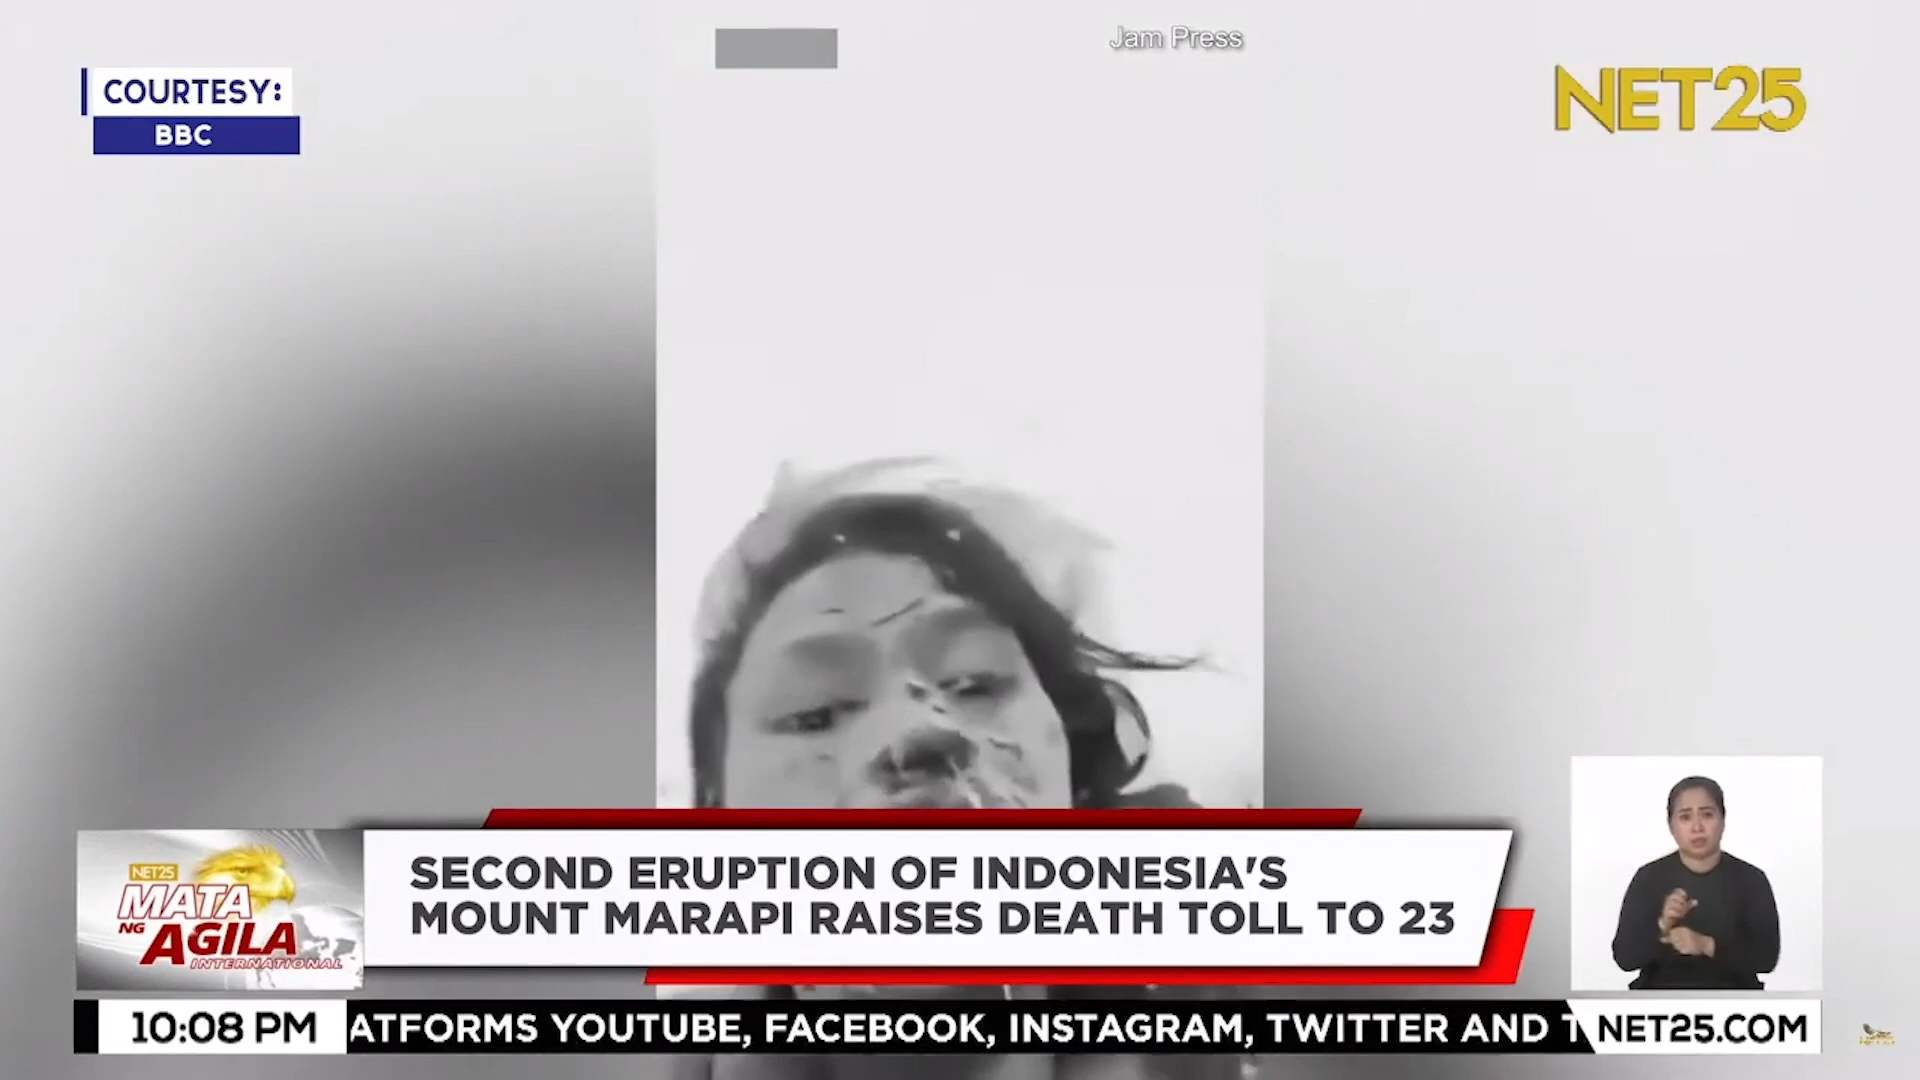 Jam Press
COURTESY:
BBC
NET25
SECOND ERUPTION OF INDONESIA'S
MOUNT MARAPI RAISES DEATH TOLL TO 23
NET25
MATA
NG AGILA
INTERNATIONAL
10:08 PM
ATFORMS YOUTUBE, FACEBOOK, INSTAGRAM, TWITTER AND T
NET25.COM